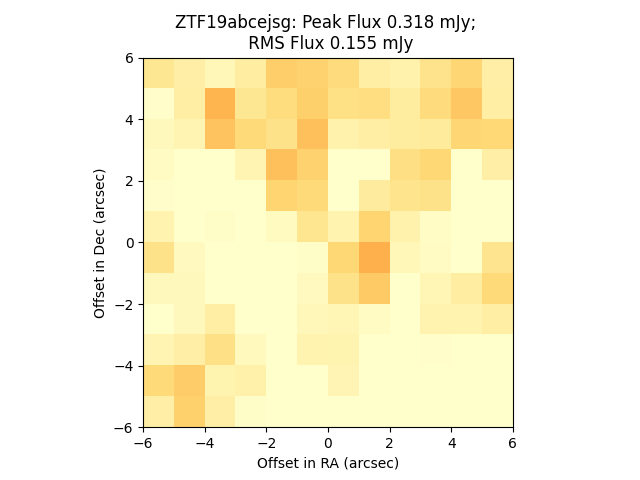 ZTF19abcejsg: Peak Flux 0.318 mJy;
RMS Flux 0.155 mJy
6
4
2
0
−2
−4
−6
Offset in Dec (arcsec)
−6 −4 −2 0 2 4 6
Offset in RA (arcsec)